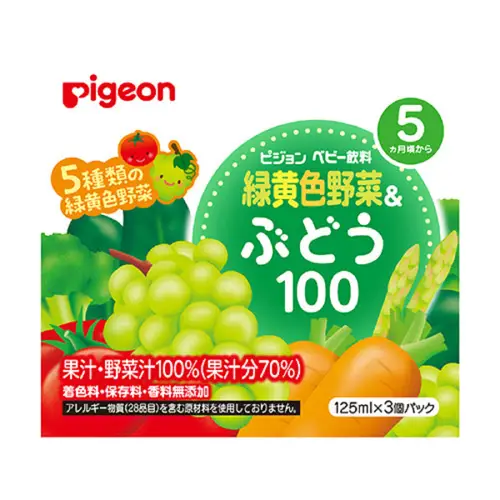 pigeon
5
ヵ月頃から
ピジョン ベビー飲料
緑黄色野菜&
ぶどう
100
5種類の
緑黄色野菜
果汁・野菜汁100%(果汁分70%)
着色料・保存料・香料無添加
アレルギー物質(28品目)を含む原材料を使用しておりません。
125ml×3個パック